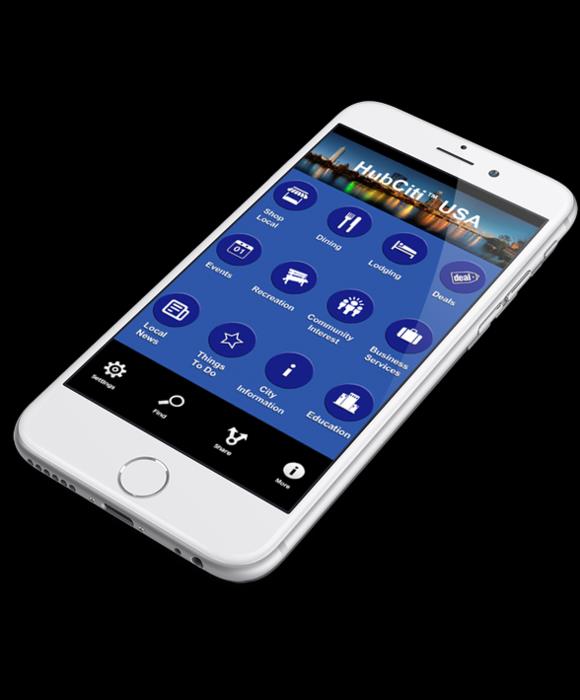 HubCiti™ USA
Shop
Local
Dining
Lodging
deal
Deals
01
Events
Recreation
Community
Interest
Business
Services
Local
News
Things
To Do
City
Information
Education
Settings
Find
Share
More